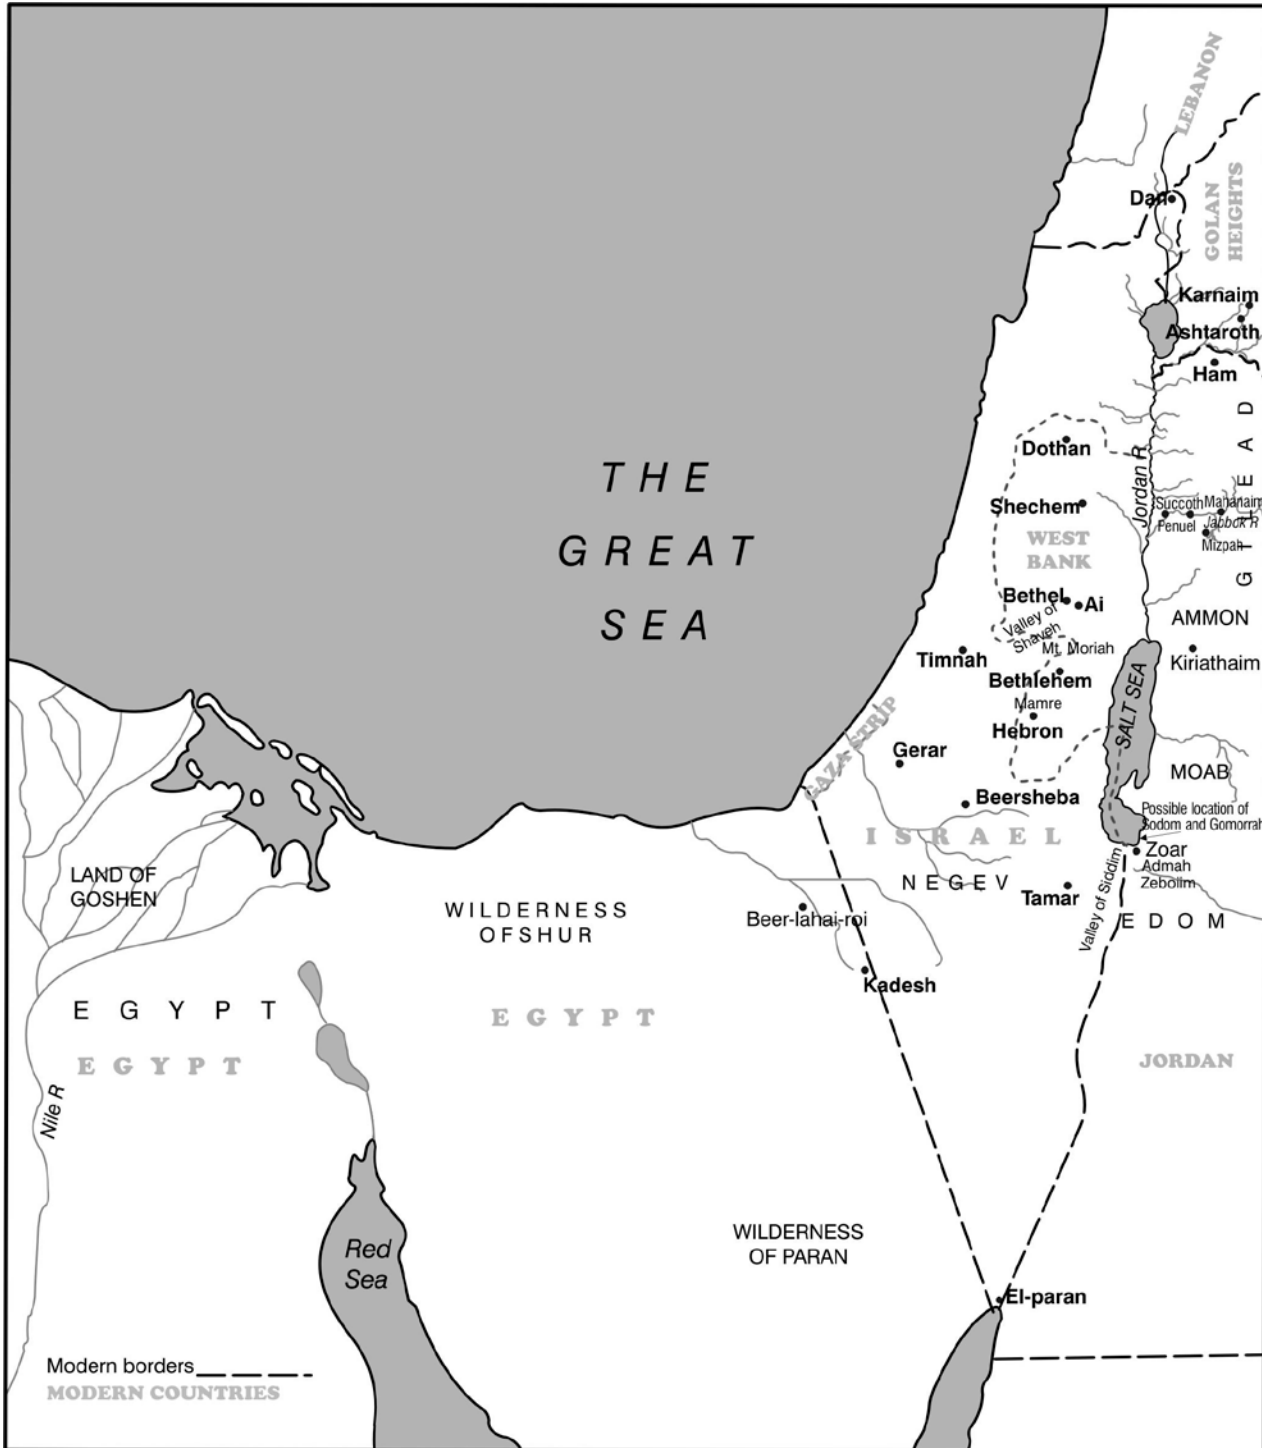 LEBANON
Dan
GOLAN
HEIGHTS
Karnaim
Ashtaroth
Ham
G I L E A D
THE
GREAT
SEA
Dothan
Jordan R
Shechem
Succoth
Mahanaim
Penuel
Jabbok R
Mizpah
WEST
BANK
Bethel
Ai
Valley of
Shaveh
AMMON
Mt. Moriah
Timnah
Kiriathaim
Bethlehem
Mamre
Hebron
SALT SEA
GAZA STRIP
Gerar
MOAB
Beersheba
Possible location of
Sodom and Gomorrah
ISRAEL
Zoar
Admah
Zeboiim
LAND OF
GOSHEN
NEGEV
Tamar
Valley of Siddim
WILDERNESS
OFSHUR
Beer-lahai-roi
EDOM
Kadesh
EGYPT
EGYPT
EGYPT
JORDAN
Nile R
Red
Sea
WILDERNESS
OF PARAN
El-paran
Modern borders
MODERN COUNTRIES